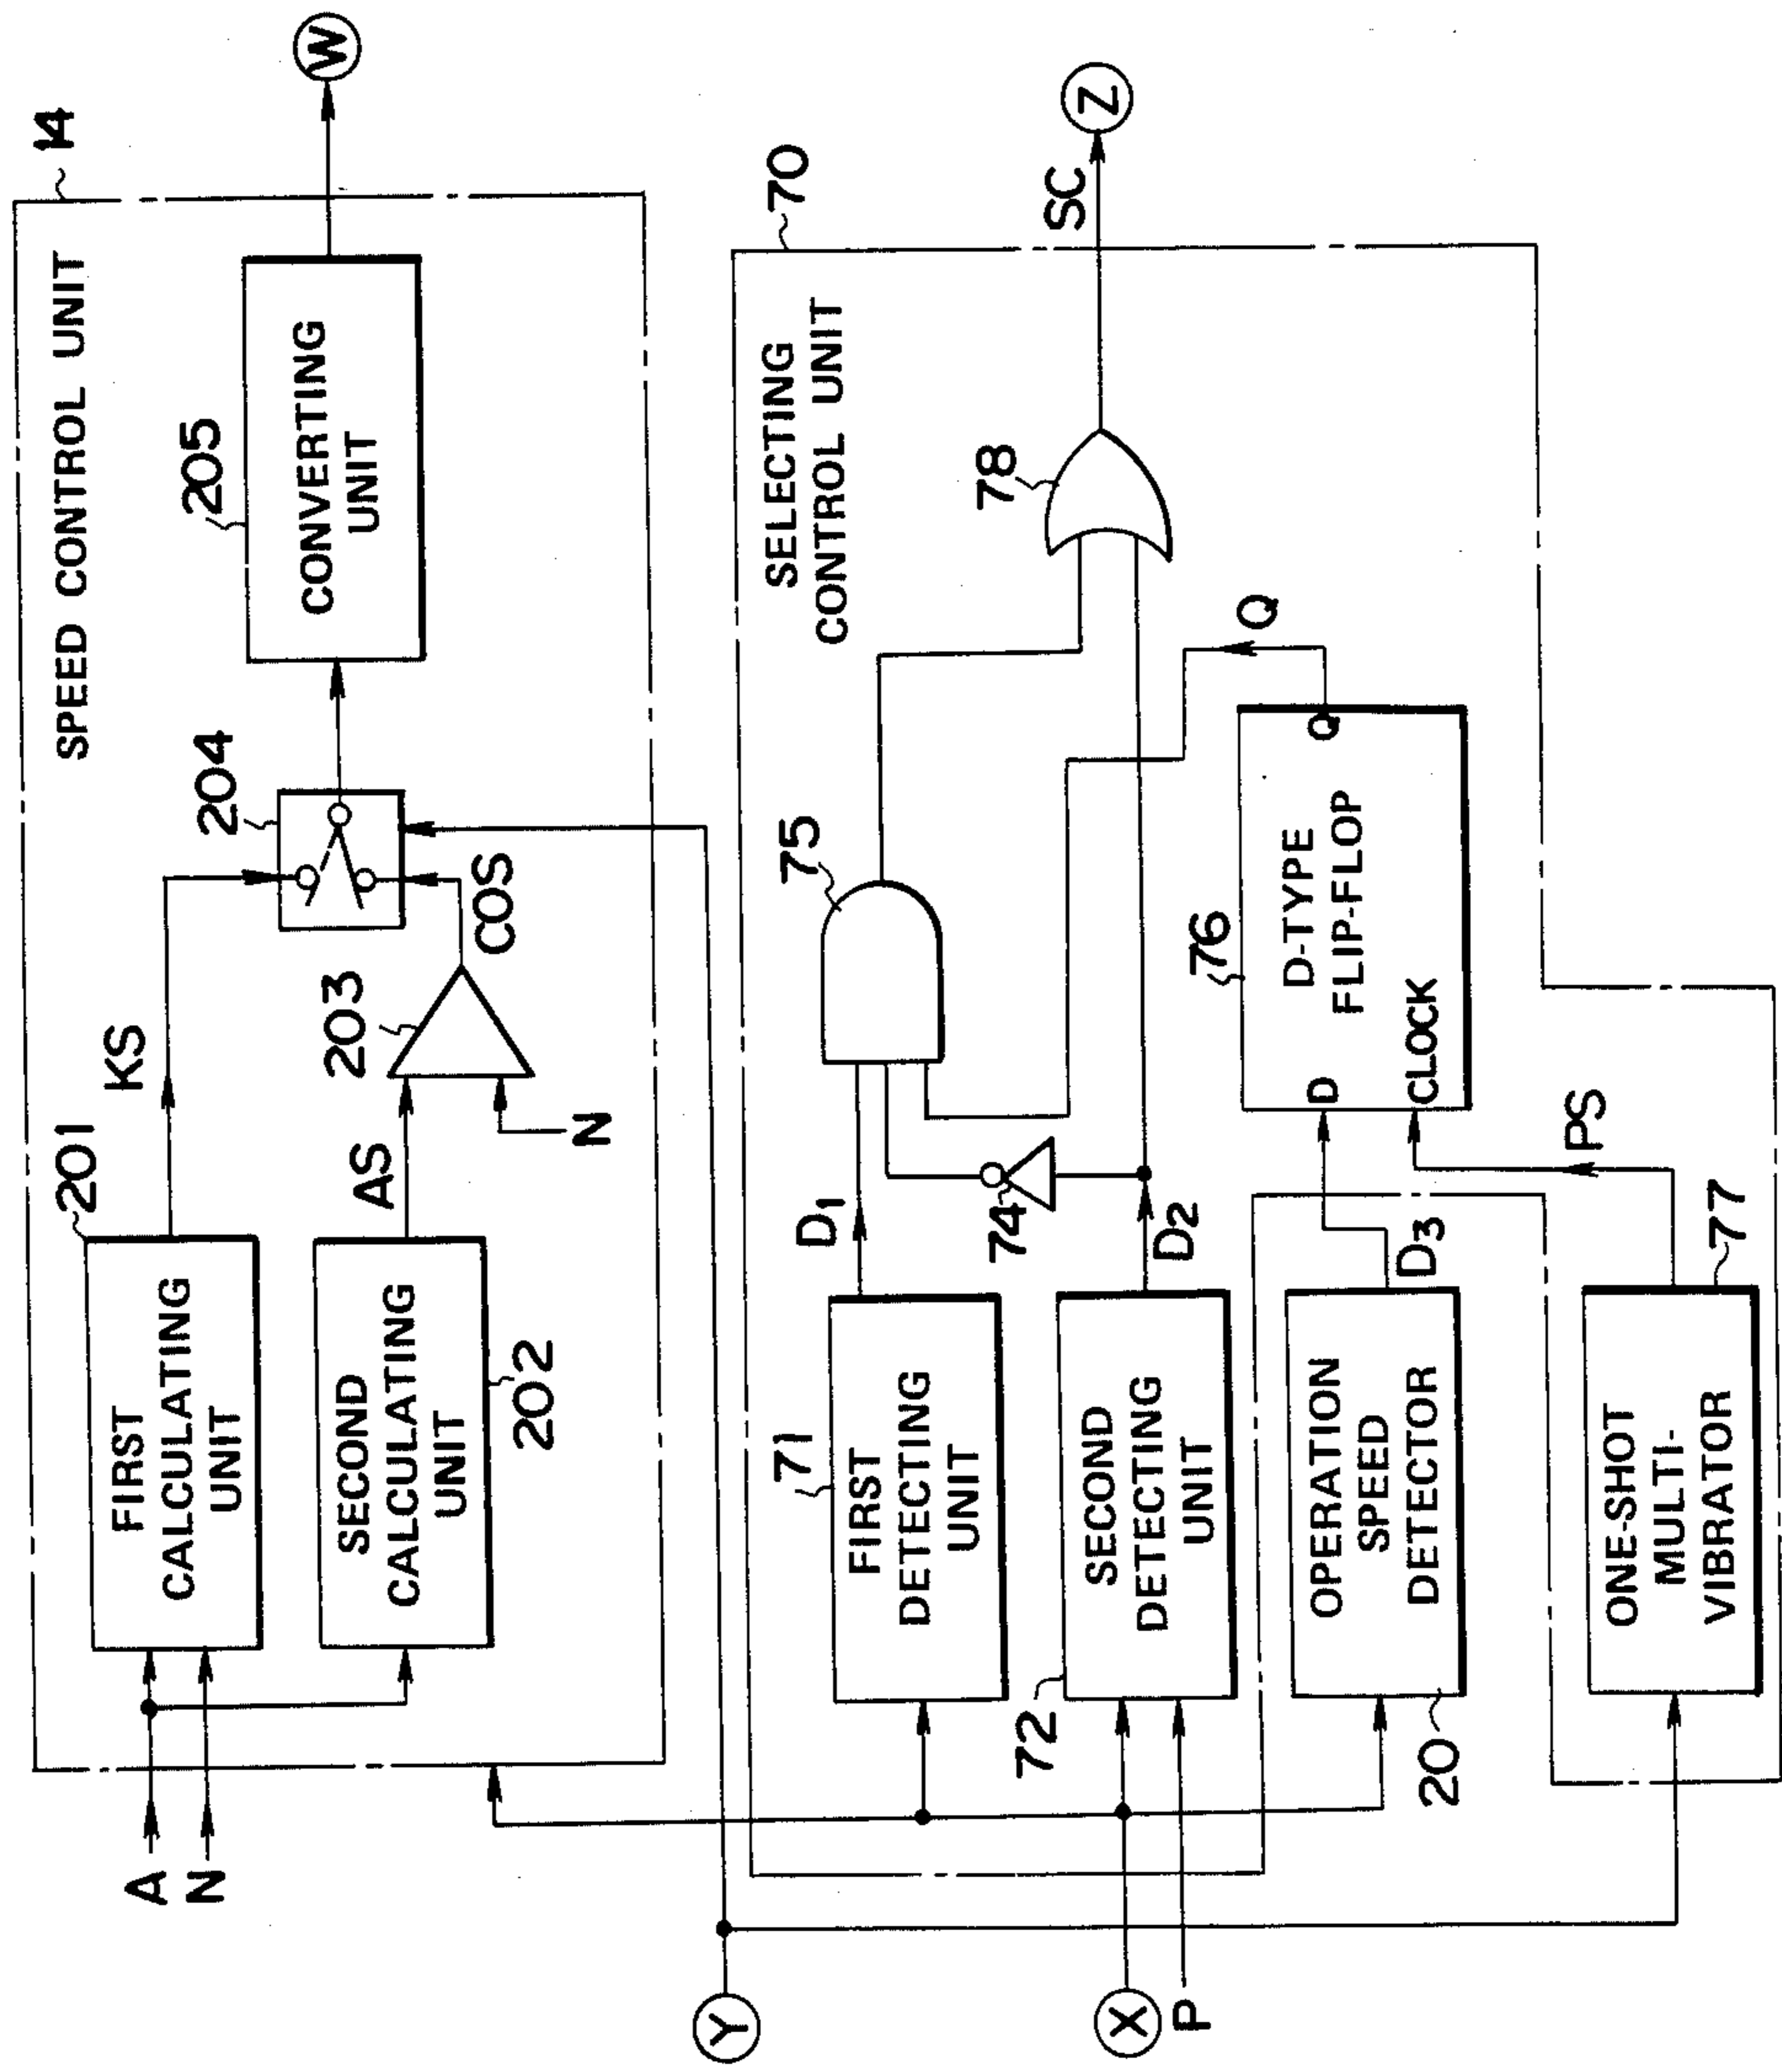 SPEED CONTROL UNIT
14
A
N
201
FIRST
CALCULATING
UNIT
KS
SECOND
CALCULATING
UNIT
202
AS
203
N
COS
204
205
CONVERTING
UNIT
W
Y
X
P
SELECTING
CONTROL UNIT
70
71
FIRST
DETECTING
UNIT
D1
72
SECOND
DETECTING
UNIT
D2
74
75
78
SC
Z
OPERATION
SPEED
DETECTOR
20
D3
76
D
D-TYPE
FLIP-FLOP
CLOCK
Q
Q
ONE-SHOT
MULTI-
VIBRATOR
77
PS